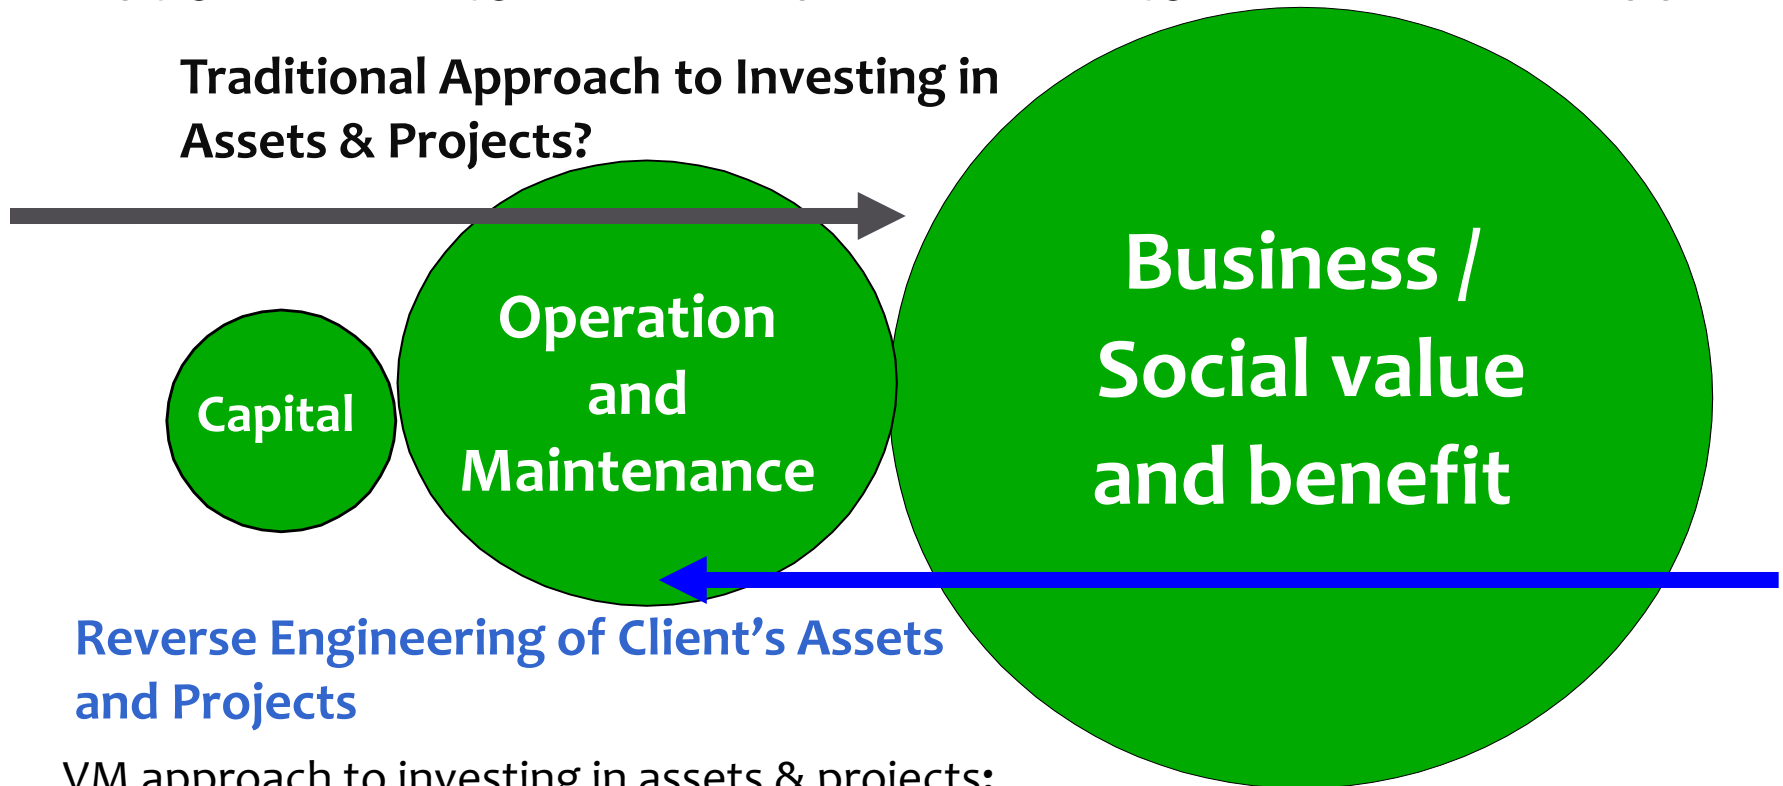 Traditional Approach to Investing in
Assets & Projects?
Business /
Social value
and benefit
Operation
and
Maintenance
Capital
Reverse Engineering of Client’s Assets
and Projects
VM approach to investing in assets & projects: